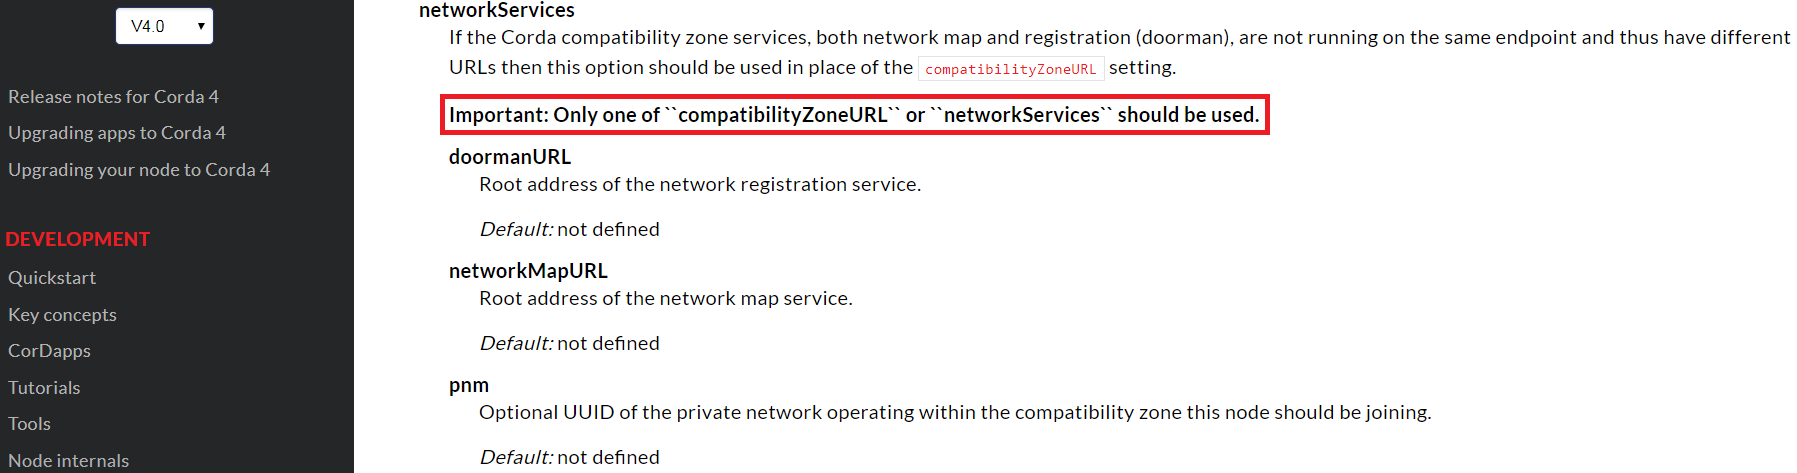 V4.0
Release notes for Corda 4
Upgrading apps to Corda 4
Upgrading your node to Corda 4
DEVELOPMENT
Quickstart
Key concepts
CorDapps
Tutorials
Tools
Node internals
networkServices
If the Corda compatibility zone services, both network map and registration (doorman), are not running on the same endpoint and thus have different
URLs then this option should be used in place of the compatibilityZoneURL setting.
Important: Only one of ``compatibilityZoneURL`` or ``networkServices`` should be used.
doormanURL
Root address of the network registration service.
Default: not defined
networkMapURL
Root address of the network map service.
Default: not defined
pnm
Optional UUID of the private network operating within the compatibility zone this node should be joining.
Default: not defined